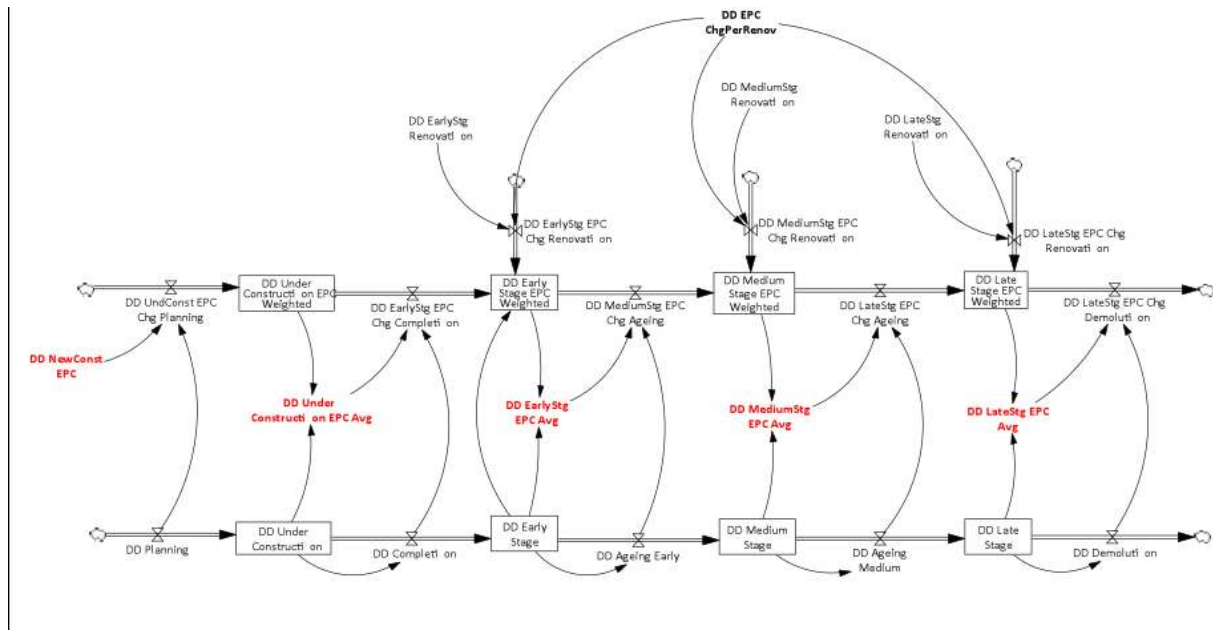 DD EPC
ChgPerRenov
DD MediumStg
Renovati on
DD EarlyStg
Renovati on
DD LateStg
Renovati on
DD EarlyStg EPC
Chg Renovati on
DD MediumStg EPC
Chg Renovati on
DD LateStg EPC Chg
Renovati on
DD Under
Constructi on EPC
Weighted
DD Early
Stage EPC
Weighted
DD Medium
Stage EPC
Weighted
DD Late
Stage EPC
Weighted
DD UndConst EPC
Chg Planning
DD EarlyStg EPC
Chg Completi on
DD MediumStg EPC
Chg Ageing
DD LateStg EPC
Chg Ageing
DD LateStg EPC Chg
Demoluti on
DD NewConst
EPC
DD Under
Constructi on EPC Avg
DD EarlyStg
EPC Avg
DD MediumStg
EPC Avg
DD LateStg EPC
Avg
DD Planning
DD Under
Constructi on
DD Completi on
DD Early
Stage
DD Ageing Early
DD Medium
Stage
DD Ageing
Medium
DD Late
Stage
DD Demoluti on